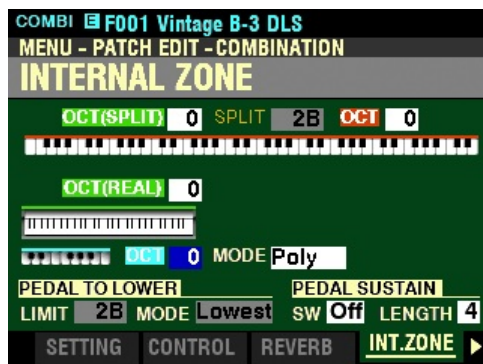 COMBI E F001 Vintage B-3 DLS
MENU - PATCH EDIT - COMBINATION
INTERNAL ZONE
OCT(SPLIT) 0 SPLIT 2B OCT 0
OCT(REAL) 0
OCT 0 MODE Poly
PEDAL TO LOWER PEDAL SUSTAIN
LIMIT 2B MODE Lowest SW Off LENGTH 4
SETTING CONTROL REVERB INT.ZONE